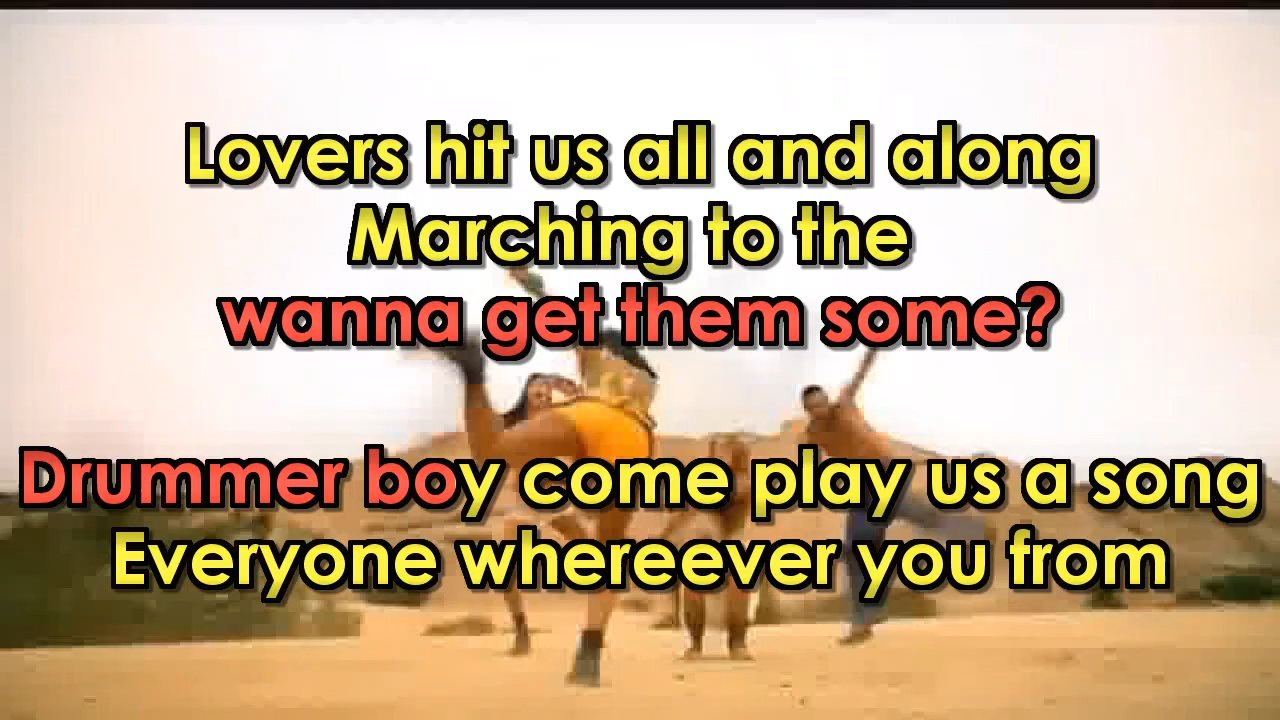 Lovers hit us all and along
Marching to the
wanna get them some?
Drummer boy come play us a song
Everyone whereever you from